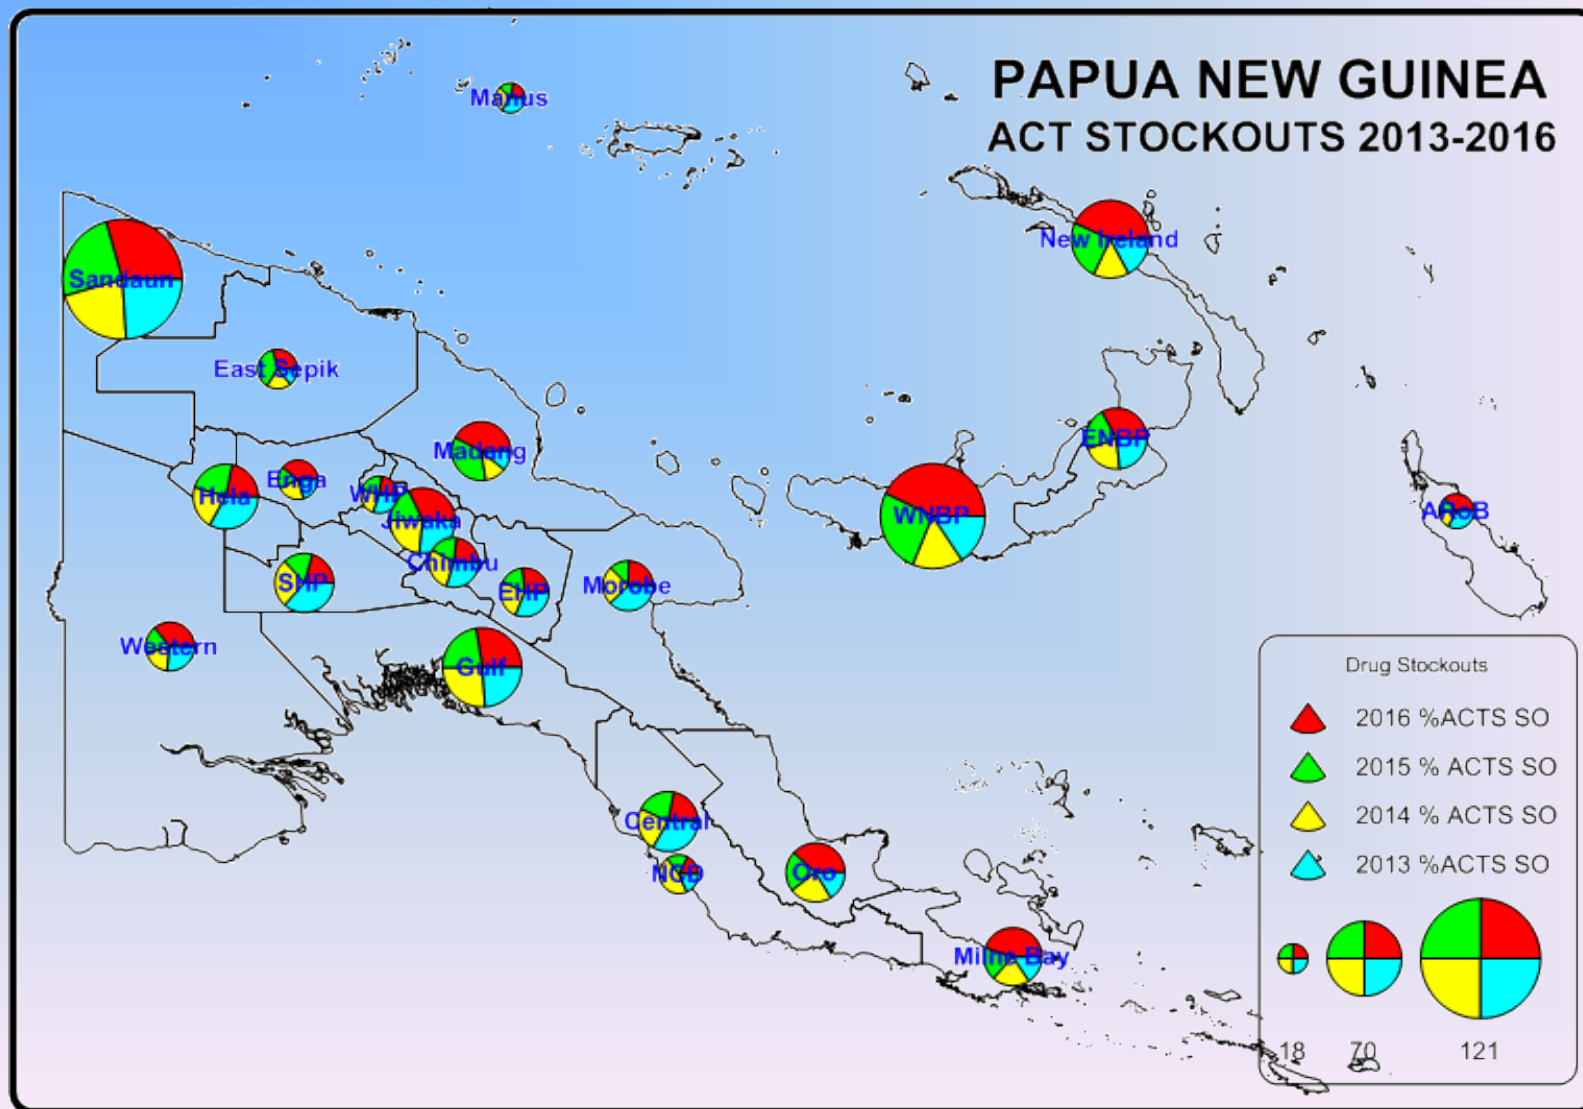 PAPUA NEW GUINEA
ACT STOCKOUTS 2013-2016
Manus
New Ireland
Sandaun
East Sepik
Madang
ENBP
Enga
Hela
WHP
Jiwaka
WNBP
ARoB
Chimbu
SHP
EHP
Morobe
Western
Gulf
Central
NCD
Oro
Milne Bay
Drug Stockouts
2016 %ACTS SO
2015 % ACTS SO
2014 % ACTS SO
2013 %ACTS SO
18 70 121